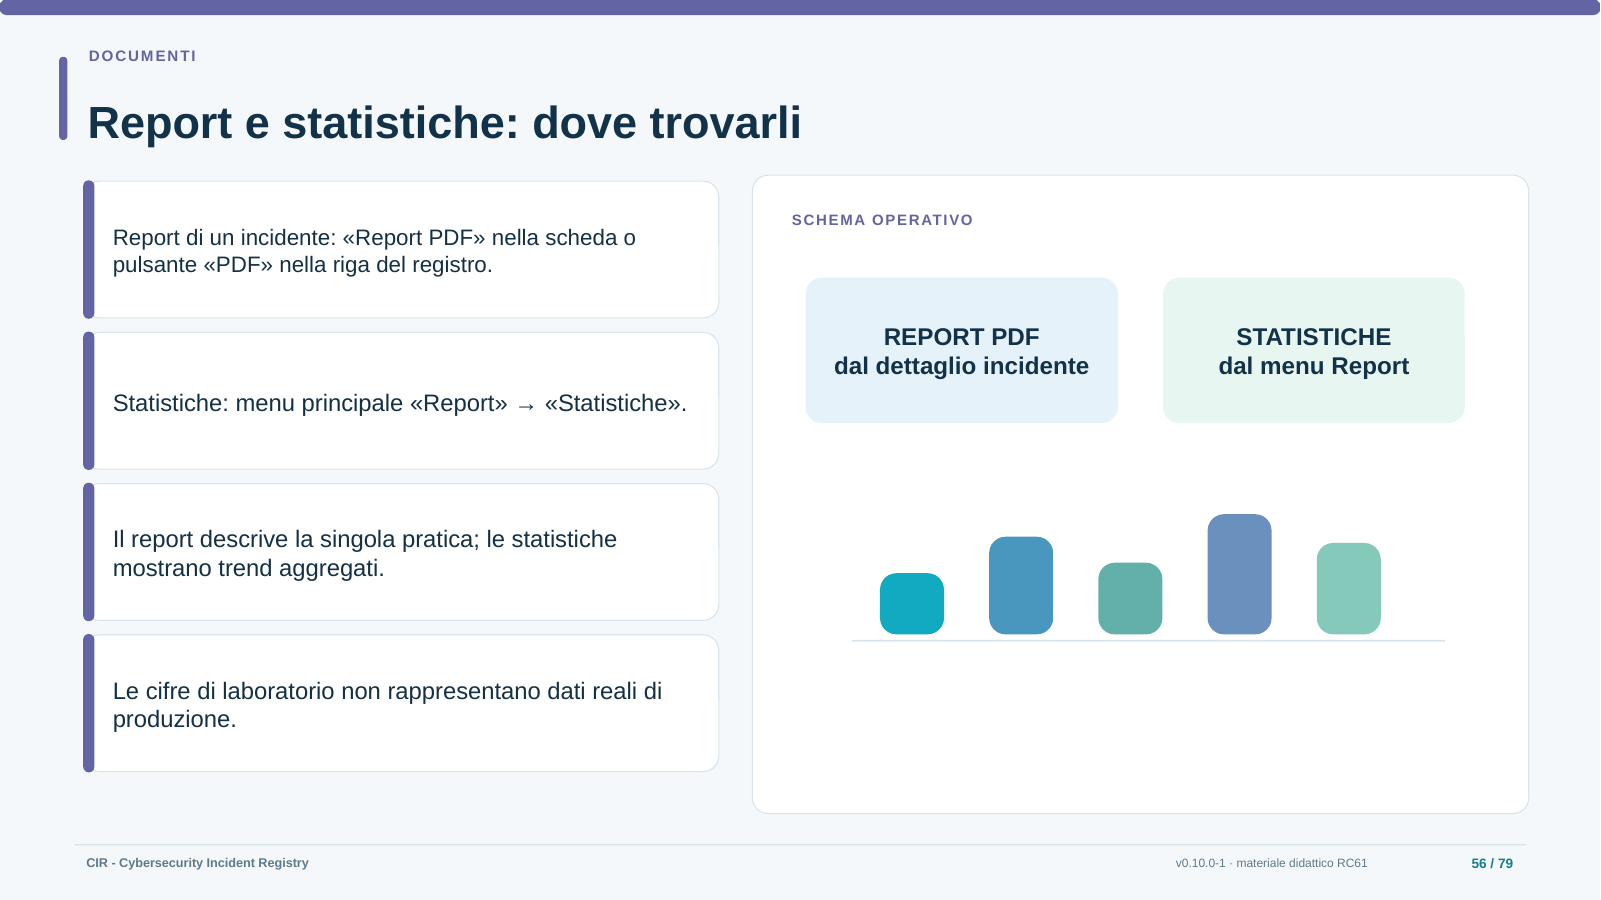 DOCUMENTI
Report e statistiche: dove trovarli
Report di un incidente: «Report PDF» nella scheda o
pulsante «PDF» nella riga del registro.
Statistiche: menu principale «Report» → «Statistiche».
Il report descrive la singola pratica; le statistiche
mostrano trend aggregati.
Le cifre di laboratorio non rappresentano dati reali di
produzione.
SCHEMA OPERATIVO
REPORT PDF
dal dettaglio incidente
STATISTICHE
dal menu Report
CIR - Cybersecurity Incident Registry
v0.10.0-1 · materiale didattico RC61
56 / 79